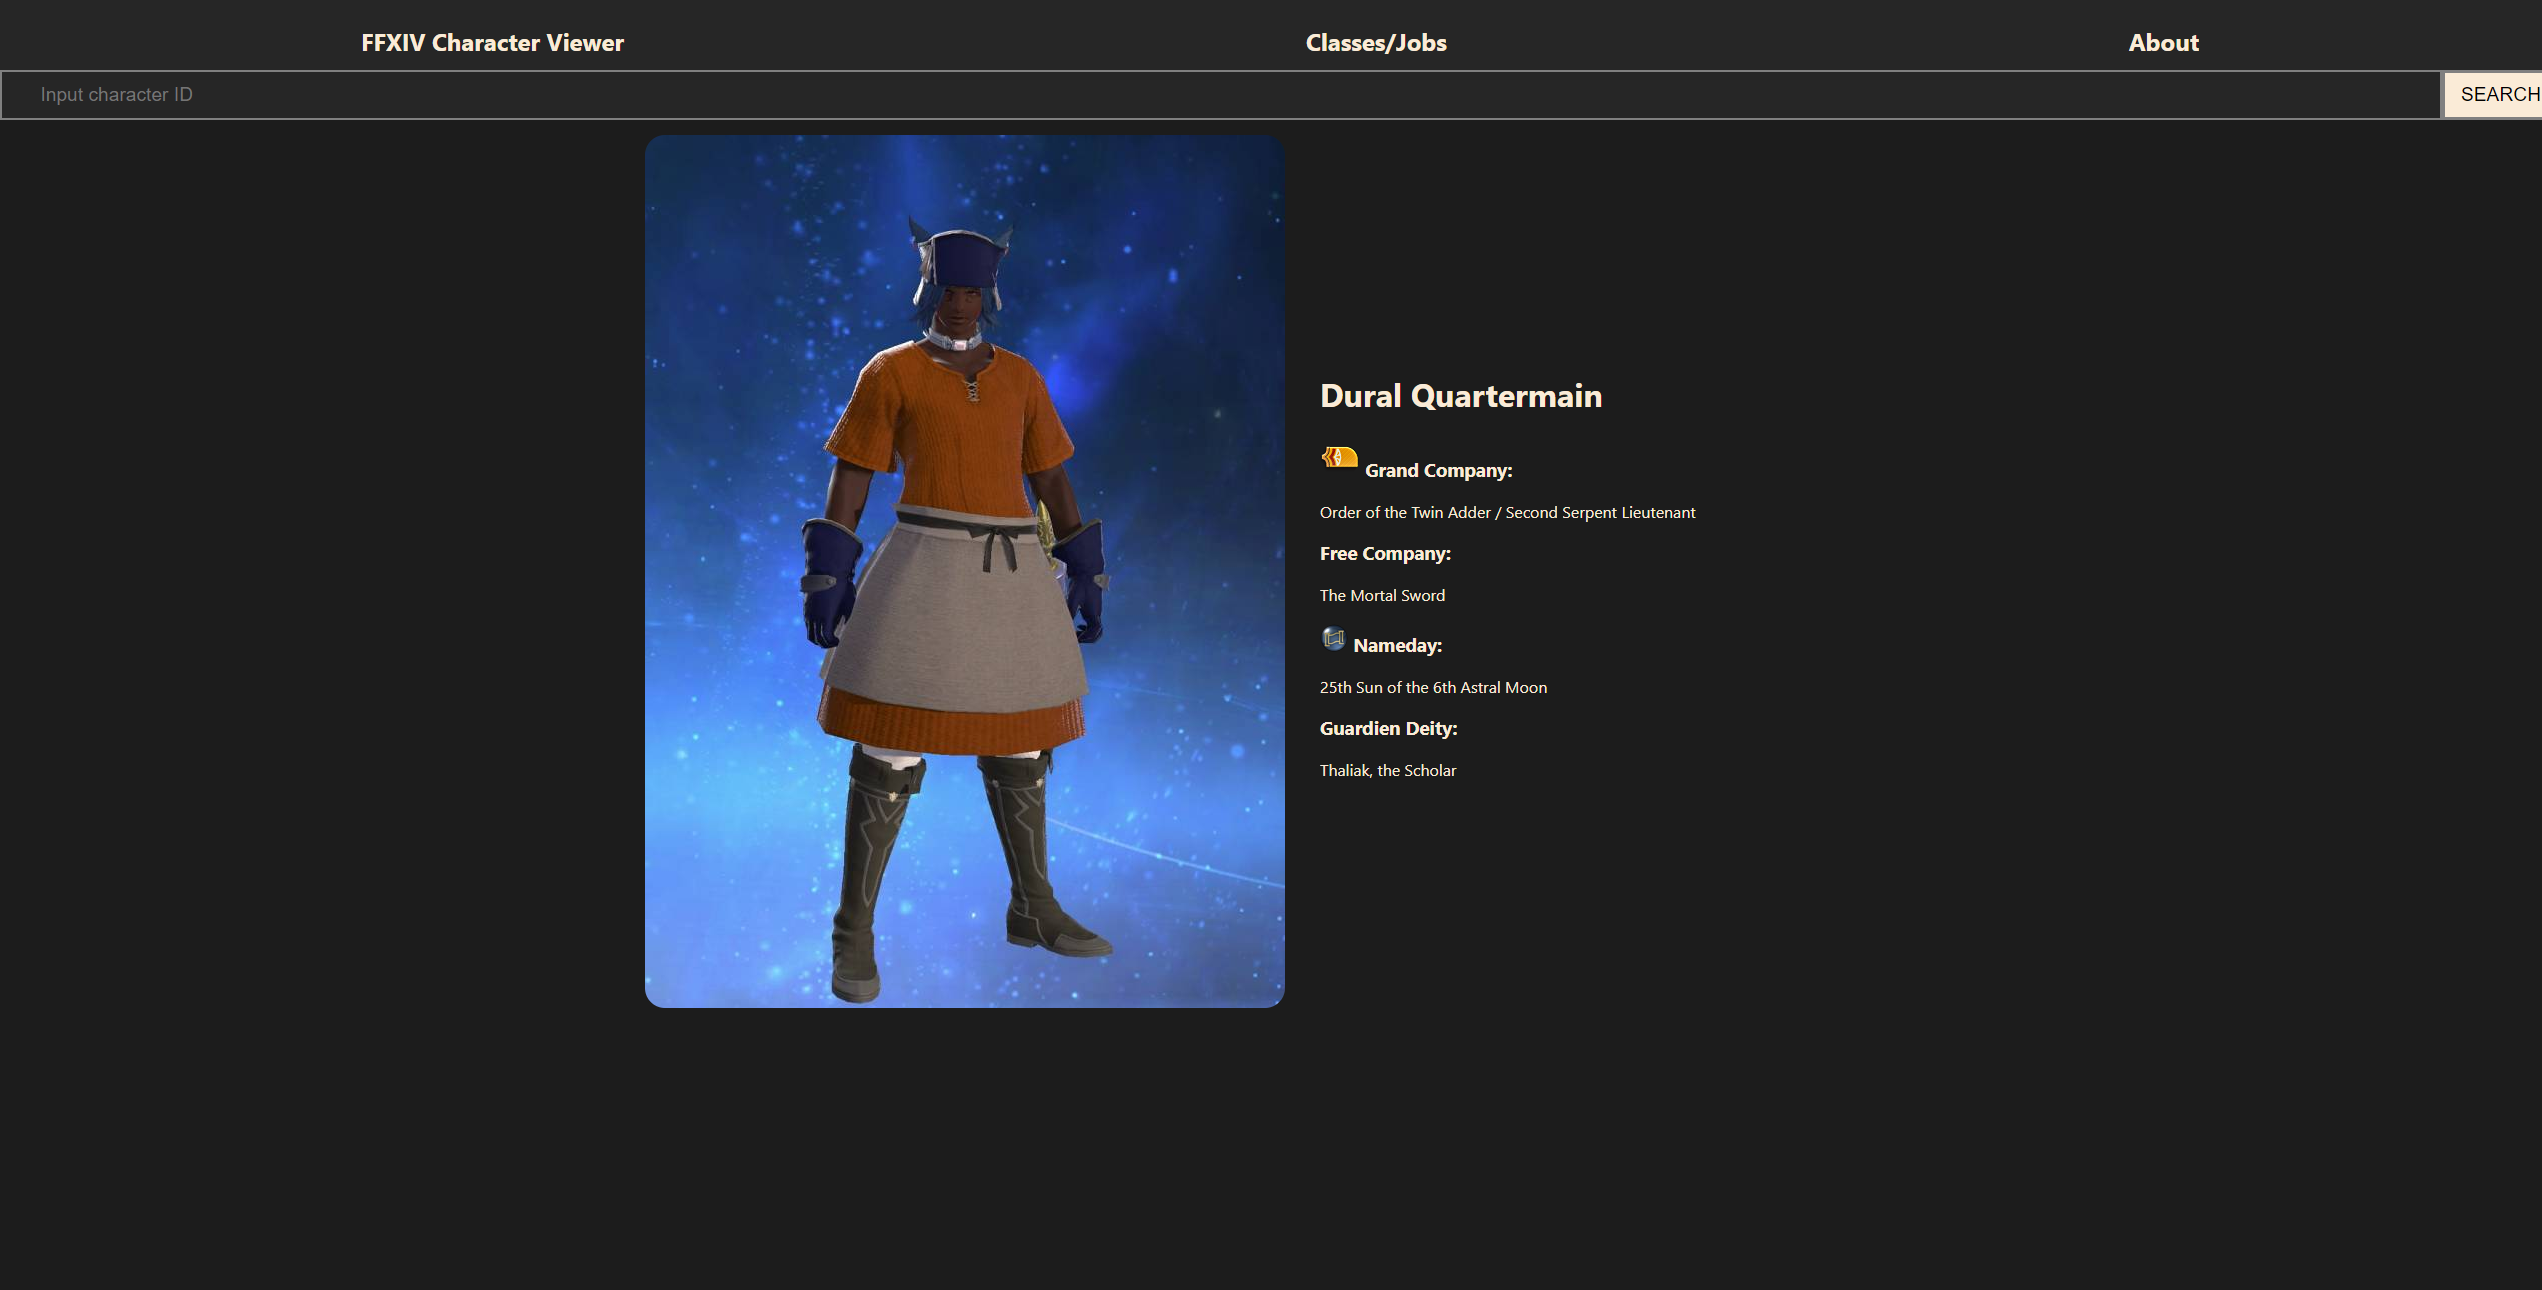 FFXIV Character Viewer Classes/Jobs About
Input character ID SEARCH
Dural Quartermain
Grand Company:
Order of the Twin Adder / Second Serpent Lieutenant
Free Company:
The Mortal Sword
Nameday:
25th Sun of the 6th Astral Moon
Guardien Deity:
Thaliak, the Scholar